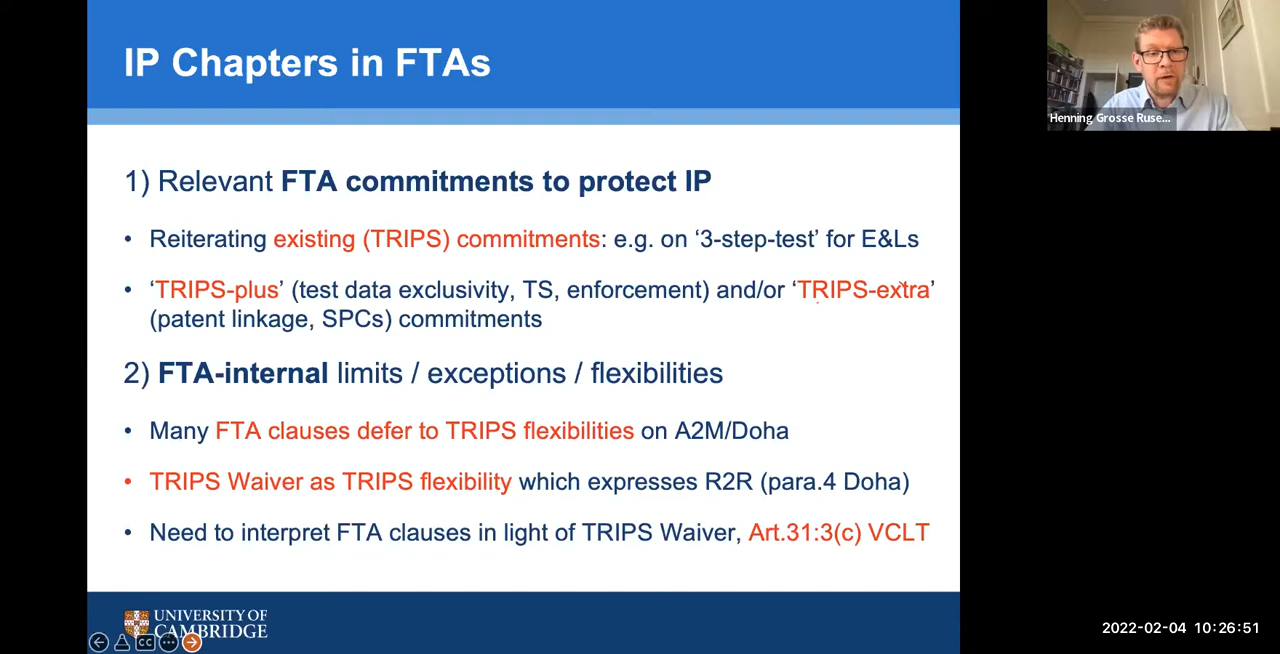 IP Chapters in FTAs
Henning Grosse Ruse...
1) Relevant FTA commitments to protect IP
• Reiterating existing (TRIPS) commitments: e.g. on ‘3-step-test’ for E&Ls
• ‘TRIPS-plus’ (test data exclusivity, TS, enforcement) and/or ‘TRIPS-extra’
(patent linkage, SPCs) commitments
2) FTA-internal limits / exceptions / flexibilities
• Many FTA clauses defer to TRIPS flexibilities on A2M/Doha
• TRIPS Waiver as TRIPS flexibility which expresses R2R (para.4 Doha)
• Need to interpret FTA clauses in light of TRIPS Waiver, Art.31:3(c) VCLT
UNIVERSITY OF
CAMBRIDGE
CC
2022-02-04 10:26:51